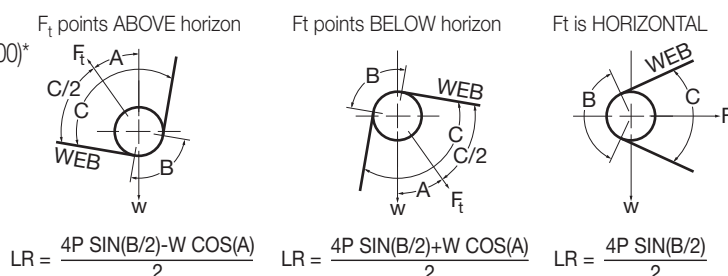 Ft points ABOVE horizon
Ft points BELOW horizon
Ft is HORIZONTAL
00)*
Ft
A
C/2
C
WEB
B
w
B
WEB
C
C/2
A
Ft
w
WEB
B
C
F
w
LR = 4P SIN(B/2)-W COS(A)
2
LR = 4P SIN(B/2)+W COS(A)
2
LR = 4P SIN(B/2)
2